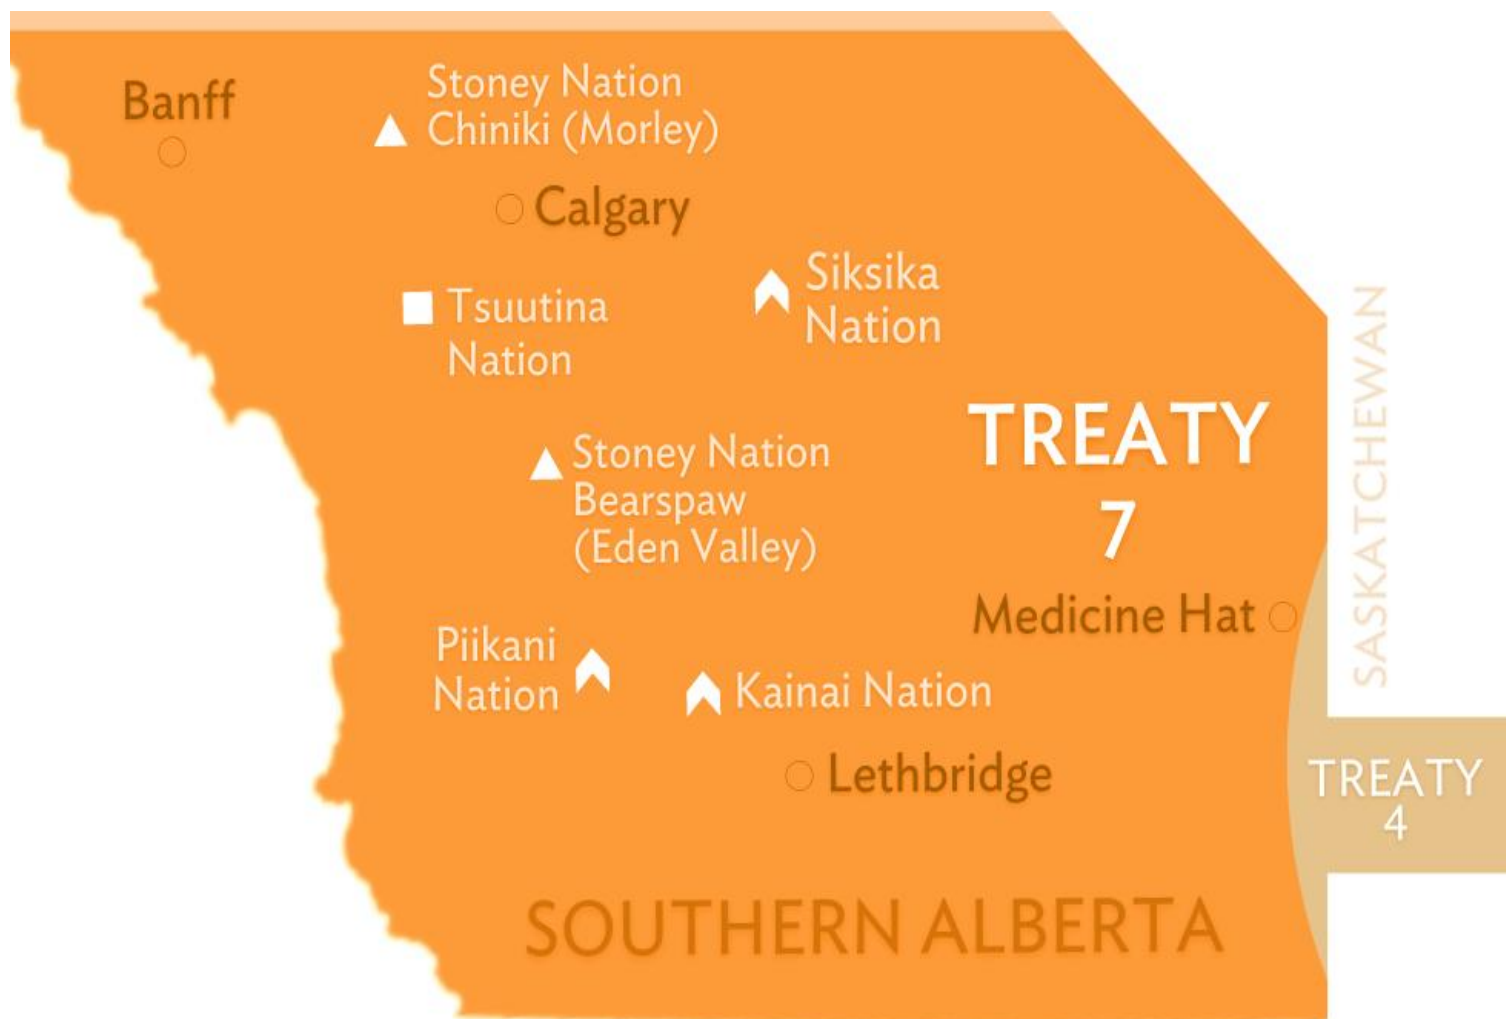 Banff
Stoney Nation
Chiniki (Morley)
Calgary
Siksika
Nation
Tsuutina
Nation
TREATY
7
Stoney Nation
Bearspaw
(Eden Valley)
SASKATCHEWAN
Medicine Hat
Piikani
Nation
Kainai Nation
Lethbridge
TREATY
4
SOUTHERN ALBERTA